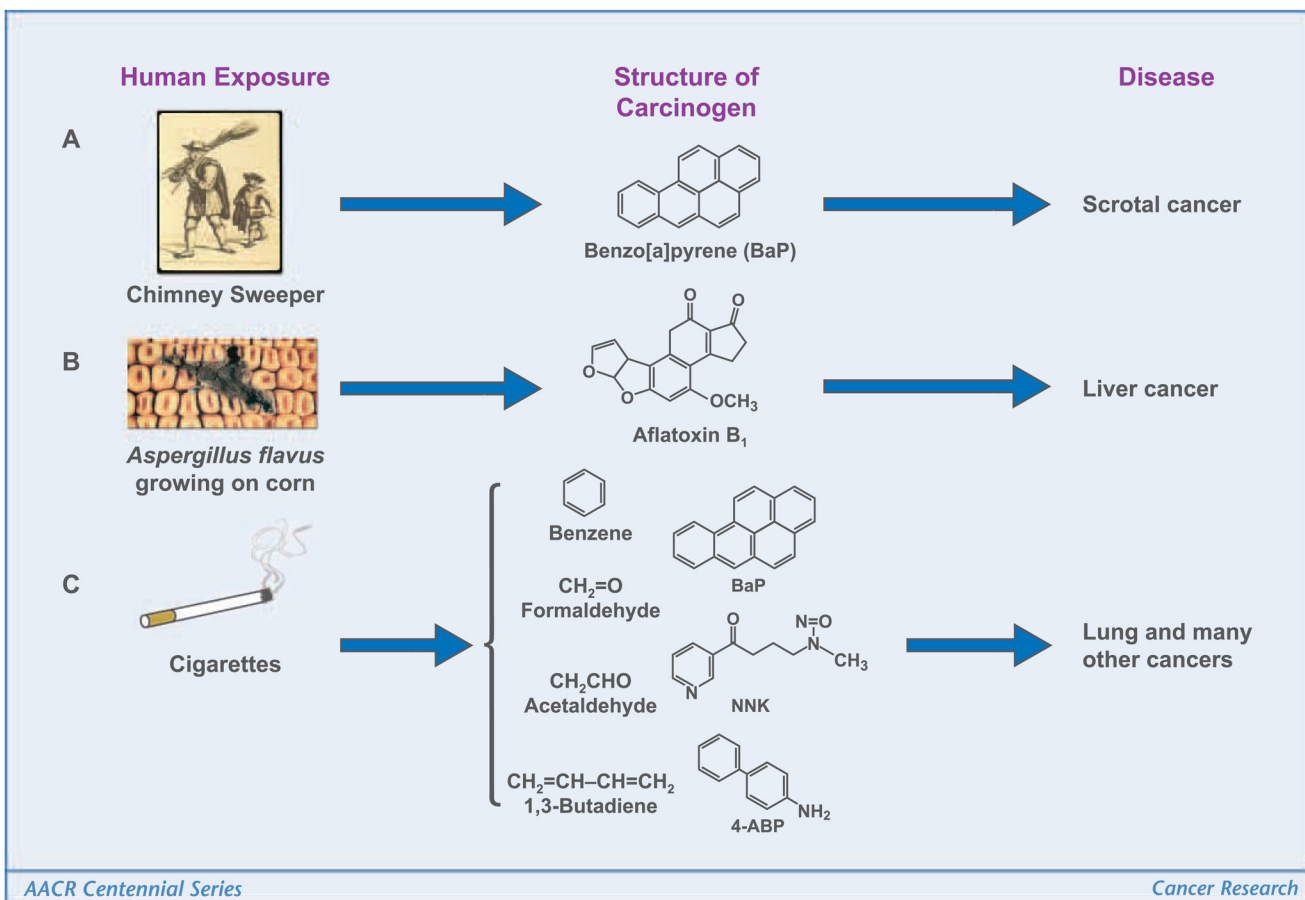 Human Exposure
Structure of
Carcinogen
Disease
A
Chimney Sweeper
Benzo[a]pyrene (BaP)
Scrotal cancer
B
Aspergillus flavus
growing on corn
O
O
O
O
OCH₃
Aflatoxin B₁
Liver cancer
C
Cigarettes
Benzene
BaP
CH₂=O
Formaldehyde
CH₂CHO
Acetaldehyde
O
N=O
N
CH₃
N
NNK
CH₂=CH–CH=CH₂
1,3-Butadiene
NH₂
4-ABP
Lung and many
other cancers
AACR Centennial Series
Cancer Research